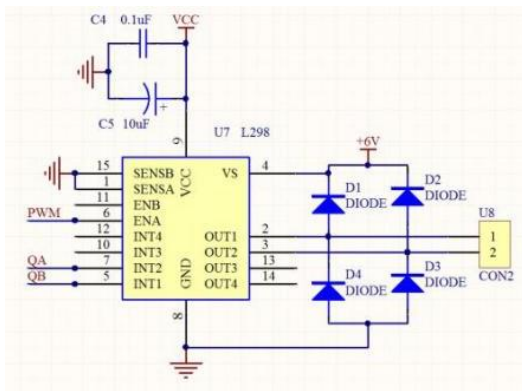 C4 0.1uF VCC
C5 10uF +
U7 L298
9
+6V
15 SENSB VCC VS 4
1 SENSA
11 ENB
PWM 6 ENA
12 INT4 OUT1 2
10 INT3 OUT2 3
QA 7 INT2 OUT3 13
QB 5 INT1 GND OUT4 14
8
D1
DIODE
D2
DIODE
U8
1
2
CON2
D4
DIODE
D3
DIODE